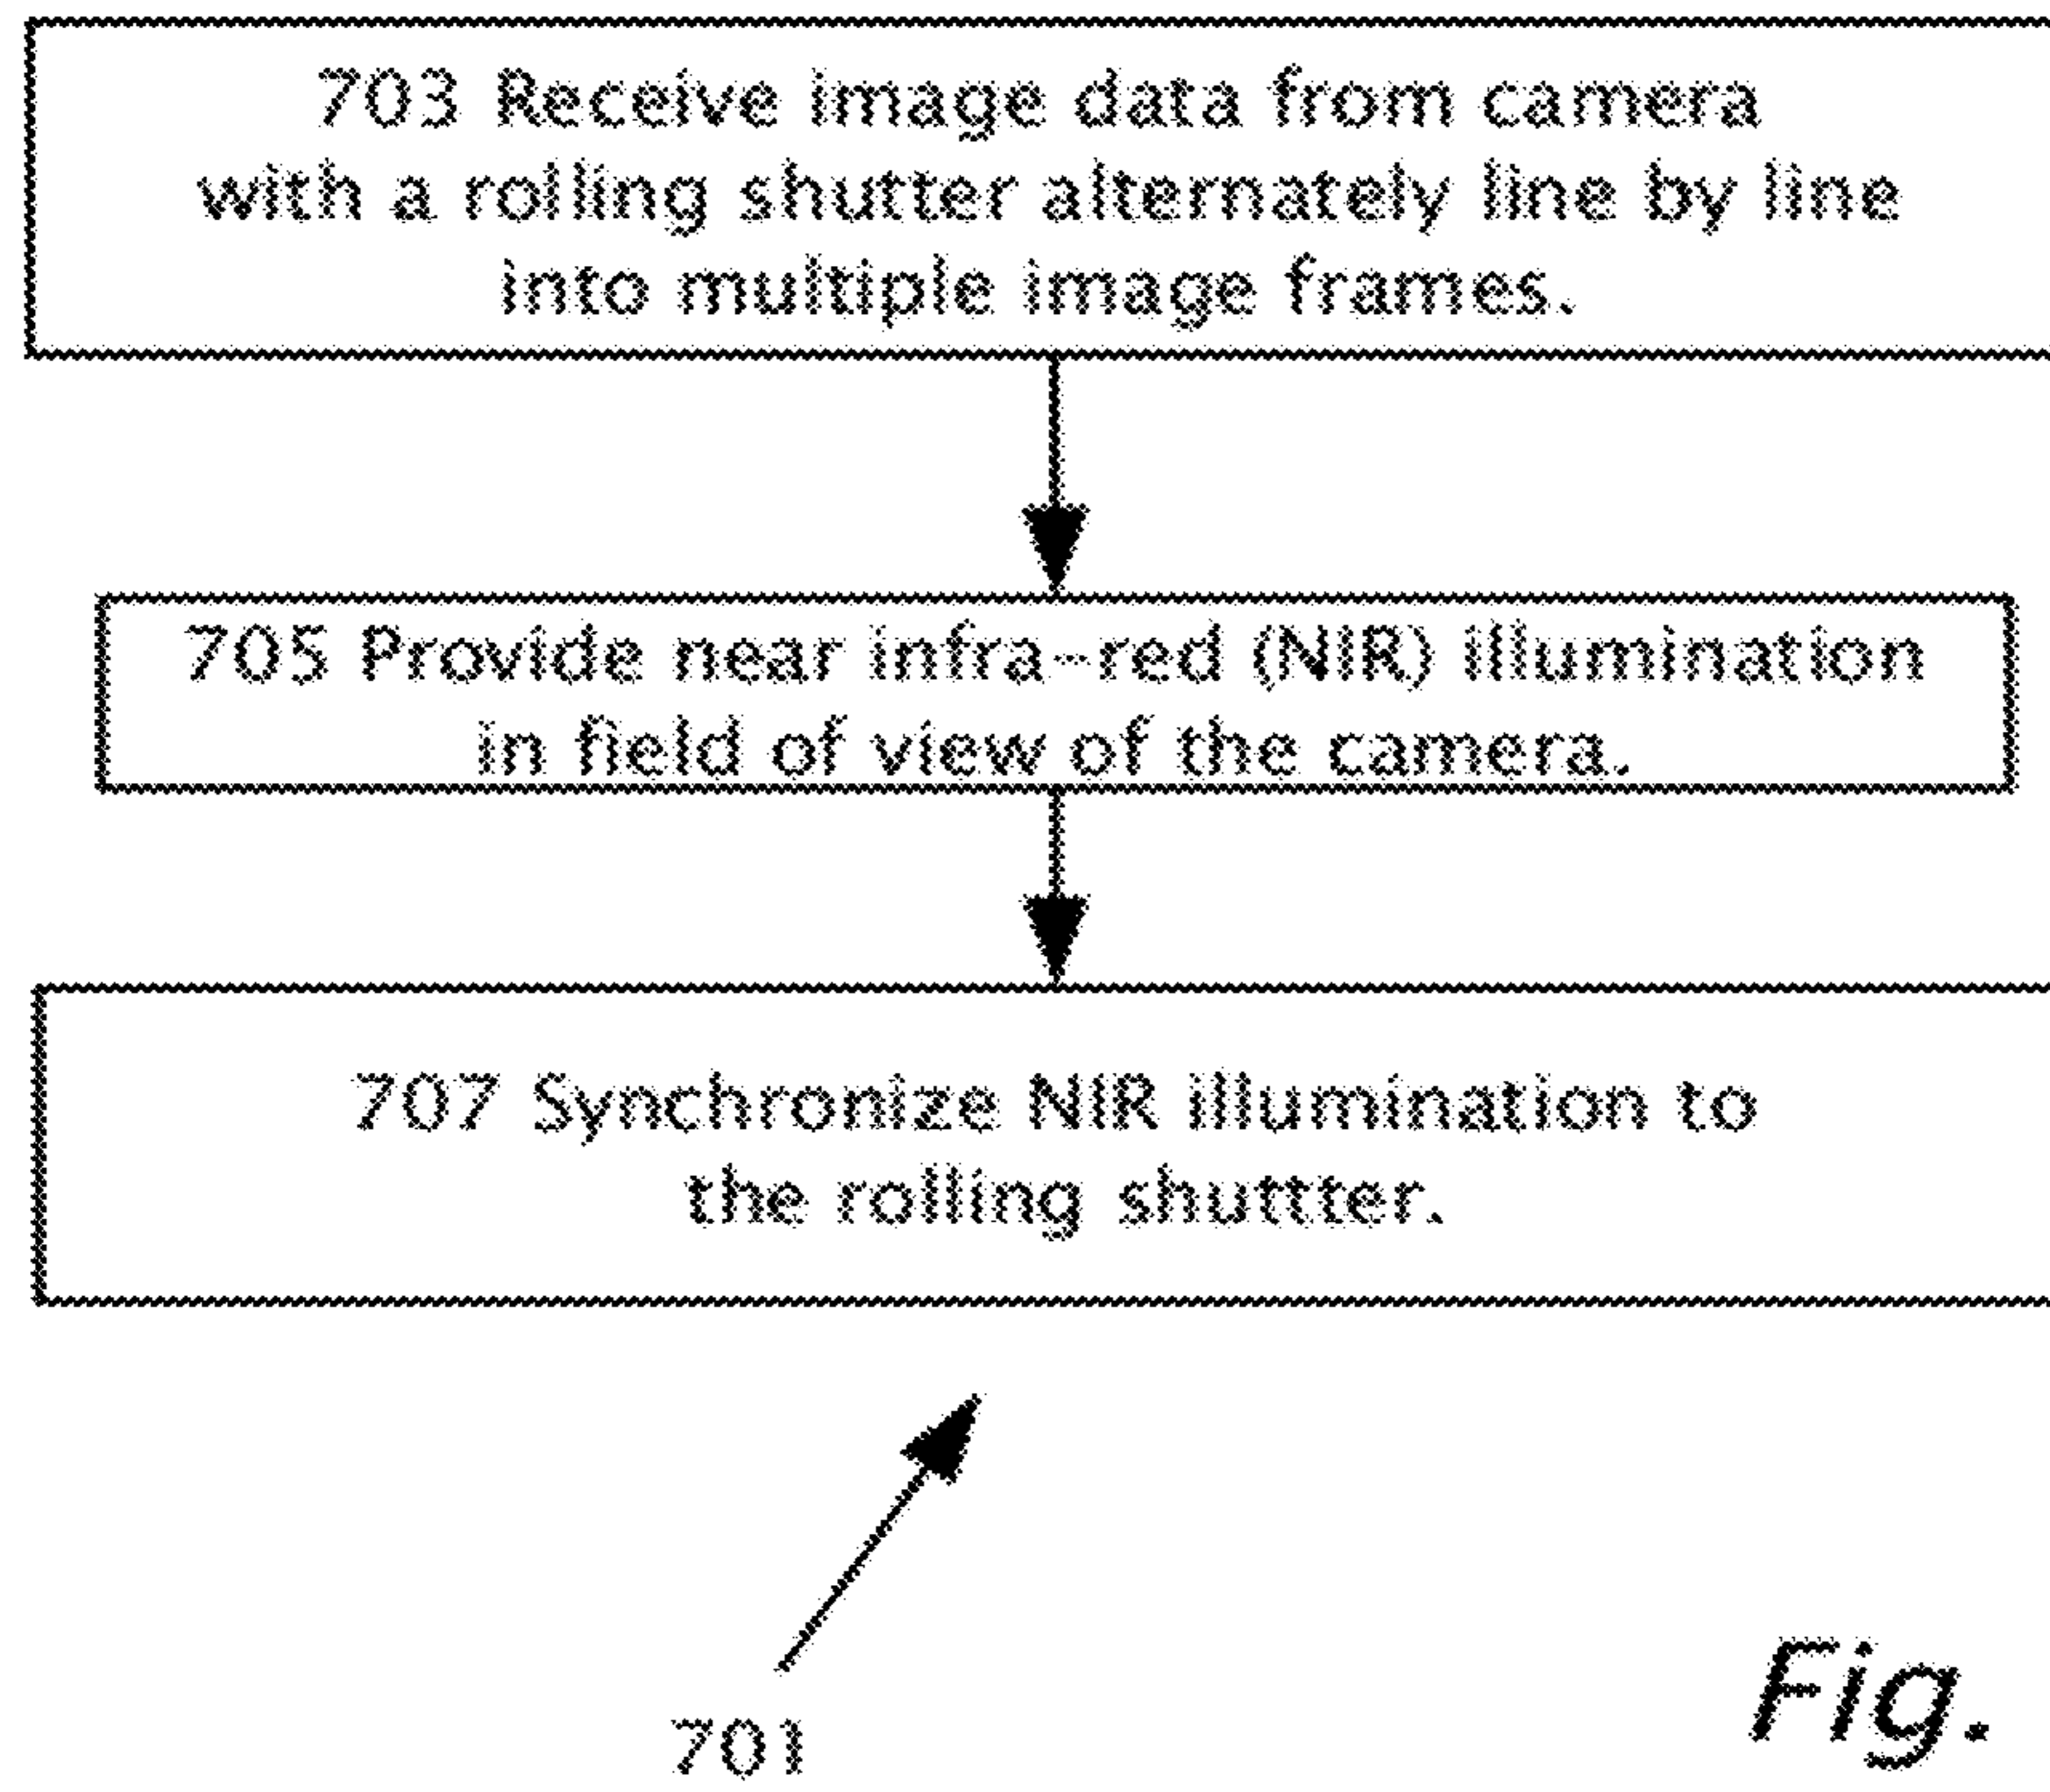 703 Receive image data from camera
with a rolling shutter alternately line by line
into multiple image frames.
705 Provide near infra-red (NIR) illumination
in field of view of the camera.
707 Synchronize NIR illumination to
the rolling shuttter.
701
Fig.